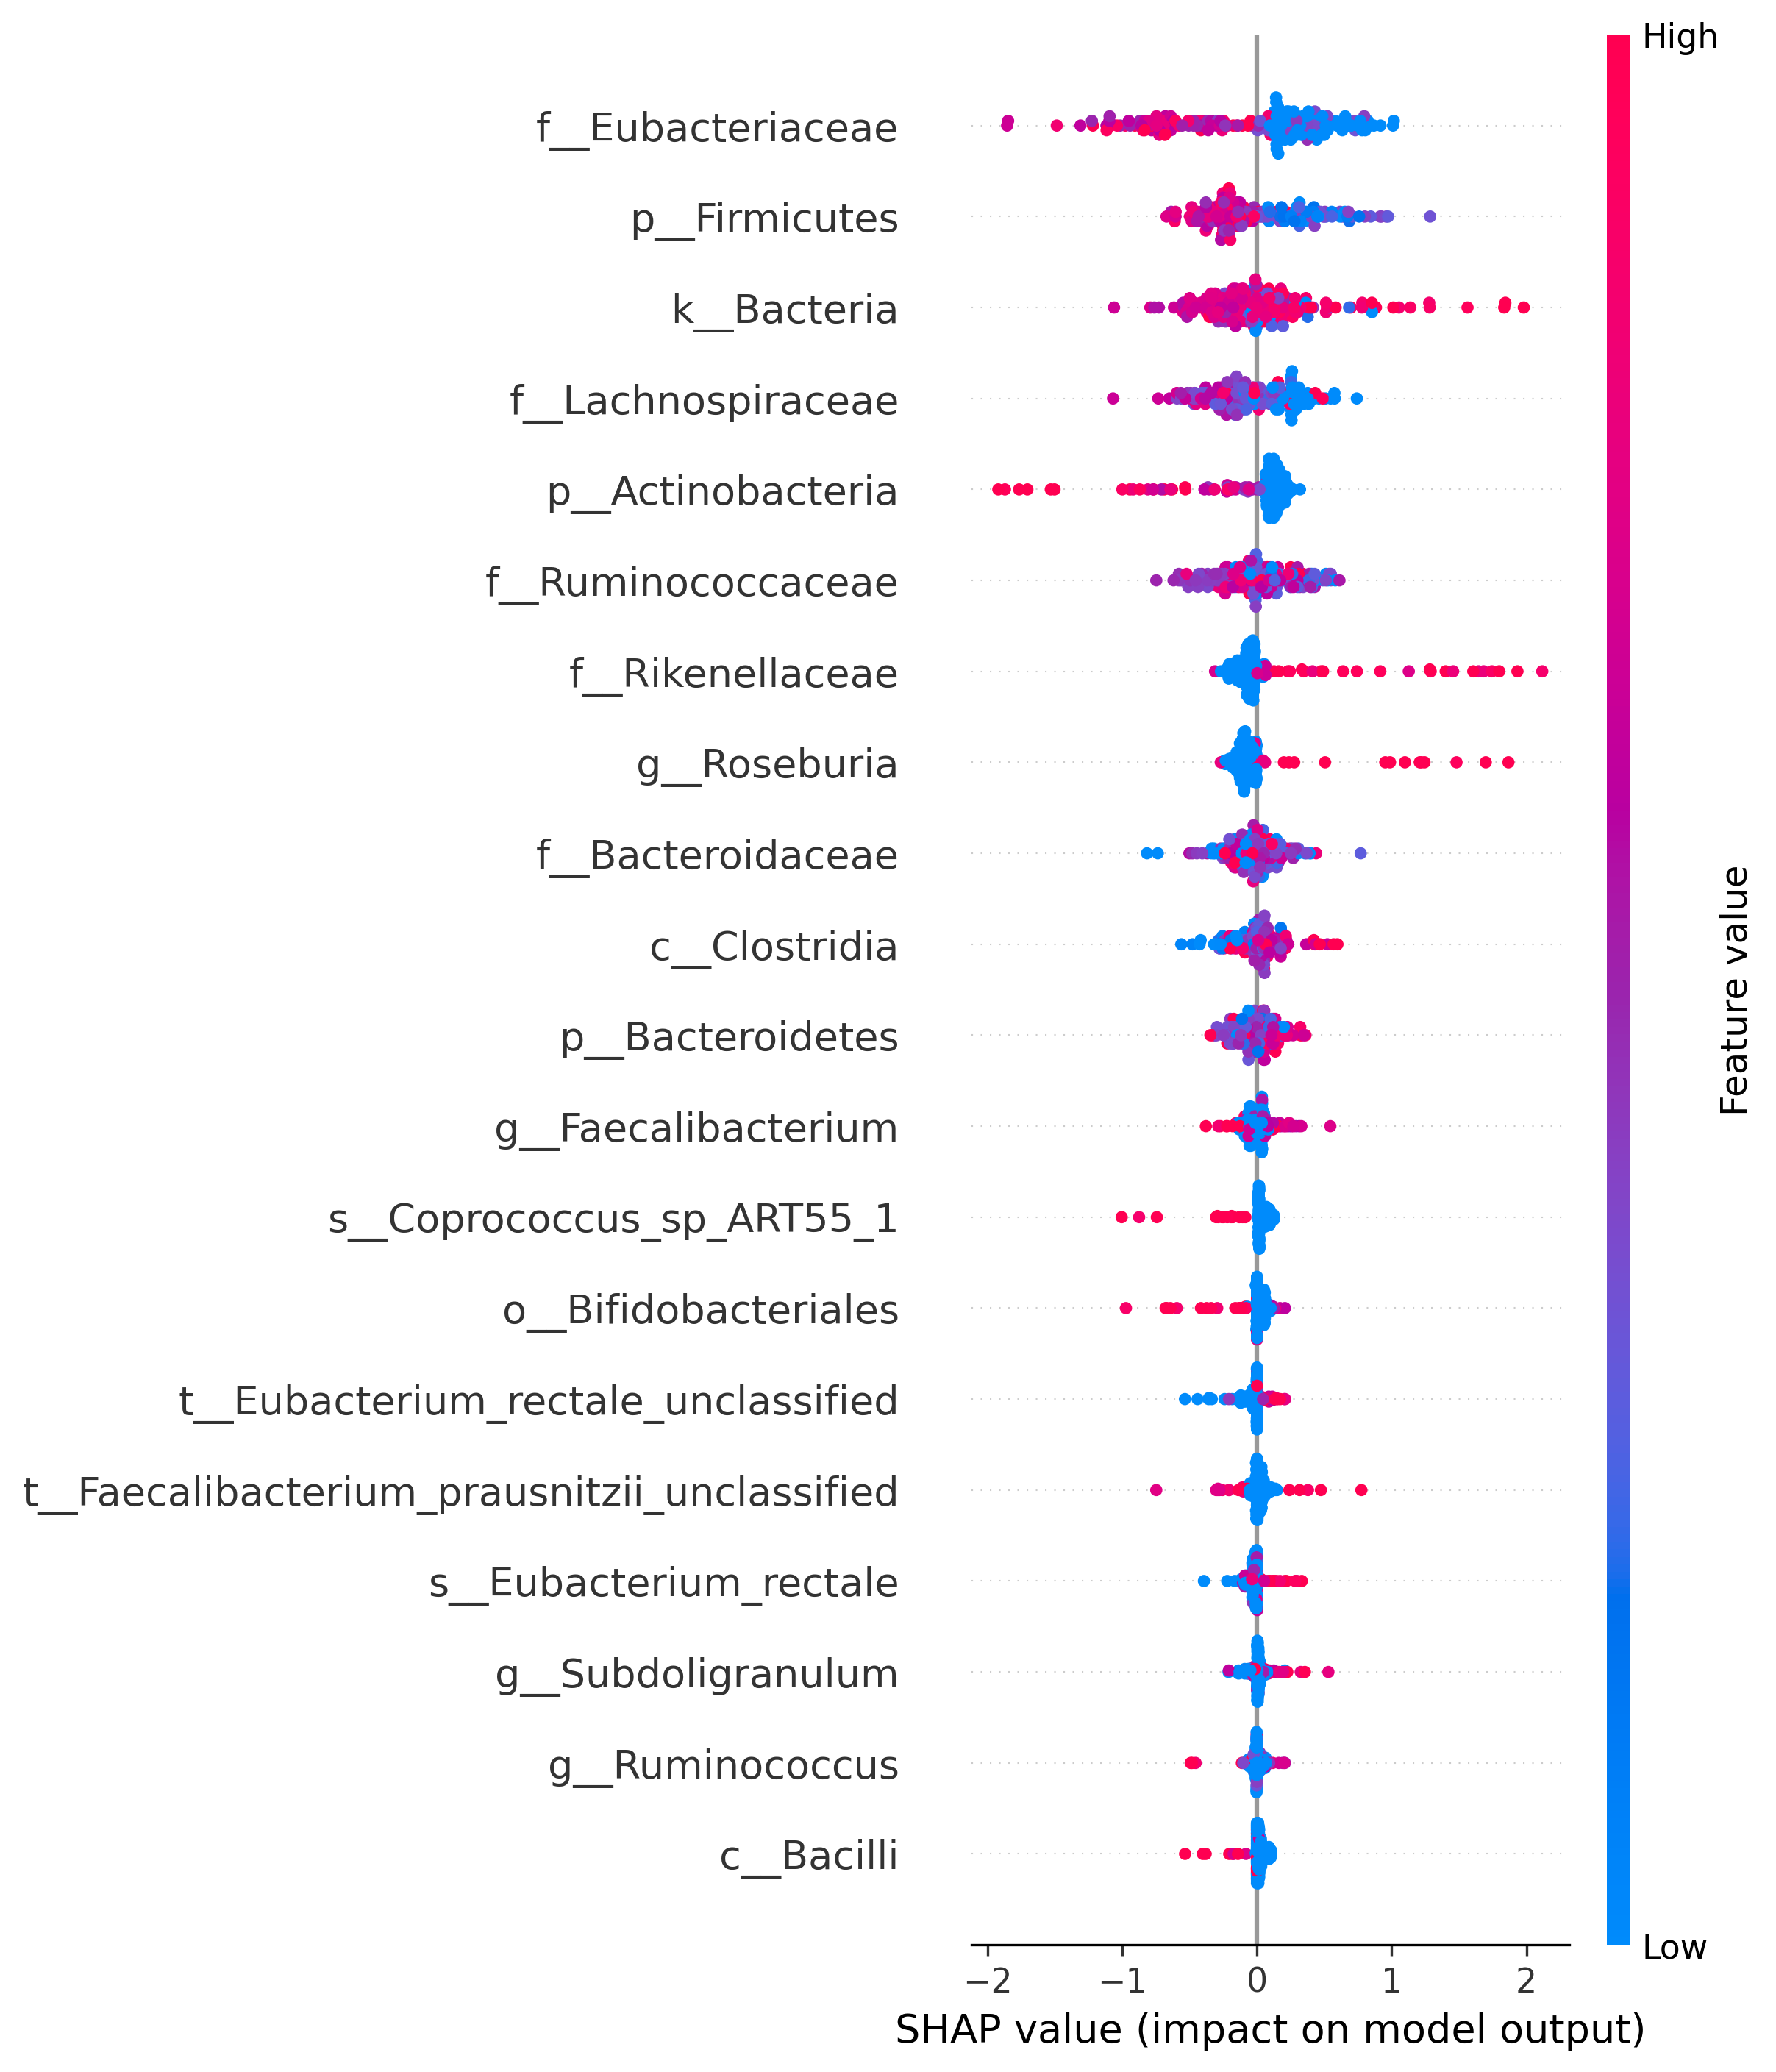 High
f__Eubacteriaceae
p__Firmicutes
k__Bacteria
f__Lachnospiraceae
p__Actinobacteria
f__Ruminococcaceae
f__Rikenellaceae
g__Roseburia
f__Bacteroidaceae
c__Clostridia
p__Bacteroidetes
g__Faecalibacterium
s__Coprococcus_sp_ART55_1
o__Bifidobacteriales
t__Eubacterium_rectale_unclassified
t__Faecalibacterium_prausnitzii_unclassified
s__Eubacterium_rectale
g__Subdoligranulum
g__Ruminococcus
c__Bacilli
Feature value
Low
−2 −1 0 1 2
SHAP value (impact on model output)